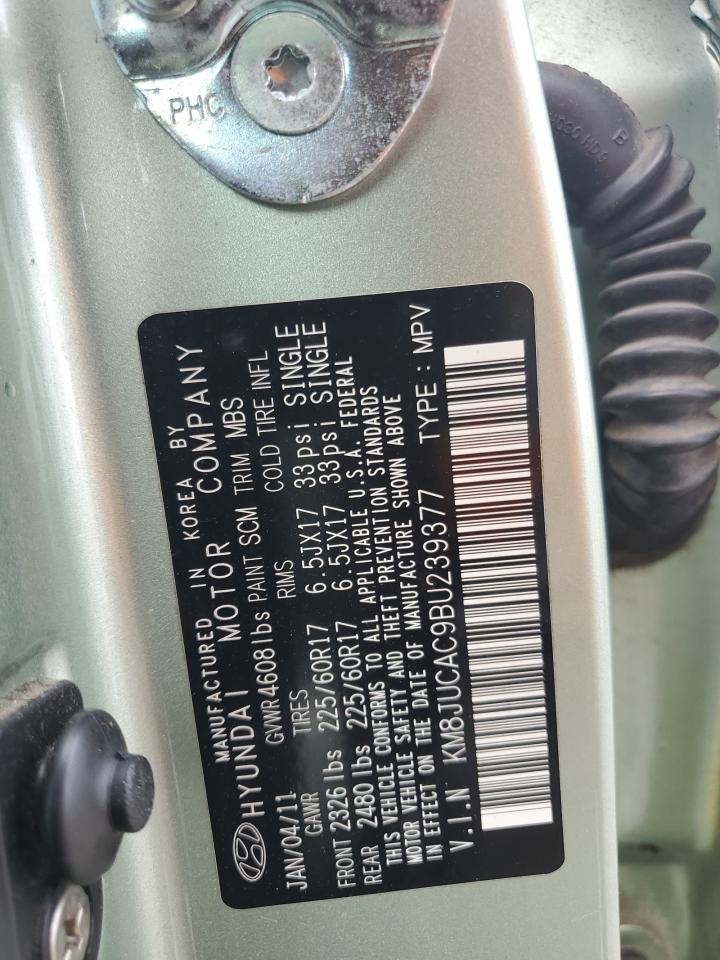 PHC
B
MANUFACTURED IN KOREA BY
HYUNDAI MOTOR COMPANY
JAN/04/11 GVWR 4608 lbs PAINT SCM TRIM MBS
GAWR TIRES RIMS COLD TIRE INFL
FRONT 2326 lbs 225/60R17 6.5JX17 33psi SINGLE
REAR 2480 lbs 225/60R17 6.5JX17 33psi SINGLE
THIS VEHICLE CONFORMS TO ALL APPLICABLE U.S.A. FEDERAL
MOTOR VEHICLE SAFETY AND THEFT PREVENTION STANDARDS
IN EFFECT ON THE DATE OF MANUFACTURE SHOWN ABOVE
V.I.N KM8JUCAC9BU239377 TYPE : MPV